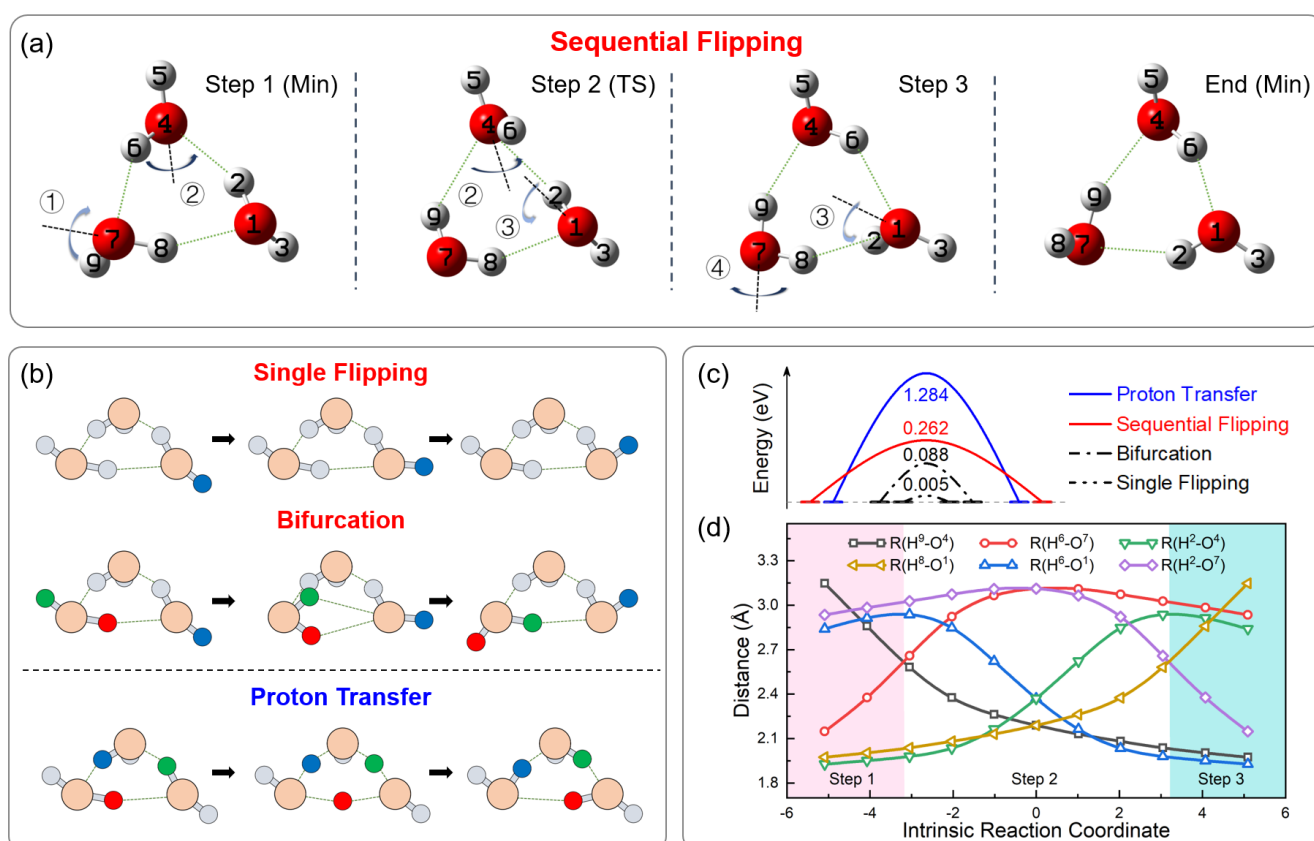 (a)
Sequential Flipping
Step 1 (Min)
Step 2 (TS)
Step 3
End (Min)
5
4
6
2
①
②
1
7
8
3
9
5
4
6
②
2
9
③
1
7
8
3
5
4
6
9
③
1
2
3
7
8
④
5
4
6
9
1
8
7
2
3
(b)
Single Flipping
Bifurcation
Proton Transfer
(c)
Energy (eV)
1.284
0.262
0.088
0.005
Proton Transfer
Sequential Flipping
Bifurcation
Single Flipping
(d)
Distance (Å)
3.3
3.0
2.7
2.4
2.1
1.8
R(H⁹-O⁴) R(H⁶-O⁷) R(H²-O⁴)
R(H⁸-O¹) R(H⁶-O¹) R(H²-O⁷)
Step 1 Step 2 Step 3
-6 -4 -2 0 2 4 6
Intrinsic Reaction Coordinate